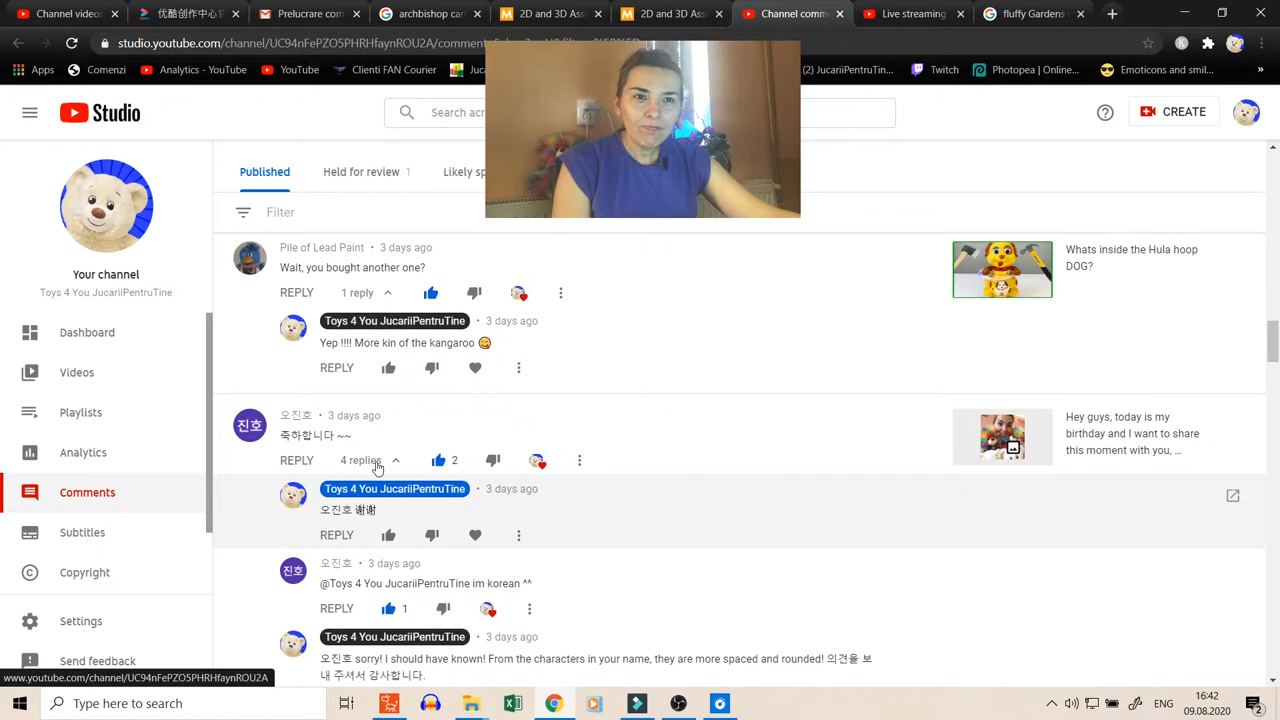 Youtube channel
优酷创作中心
Prelucrare com
archbishop car
2D and 3D Ass
2D and 3D Asse
Channel comm
Live streaming
fluffy Gardens
studio.youtube.com/channel/UC94nFePZO5PHRHfaynROU2A/comment
Apps
Comenzi
Analytics - YouTube
YouTube
Clienti FAN Courier
Juca
(2) JucariiPentruTin...
Twitch
Photopea | Online...
Emoticons and smil...
»
Studio
Search acr
CREATE
Published
Held for review 1
Likely sp
Filter
Your channel
Toys 4 You JucariiPentruTine
Dashboard
Videos
Playlists
Analytics
Comments
Subtitles
Copyright
Settings
Send feedback
Pile of Lead Paint • 3 days ago
Wait, you bought another one?
REPLY 1 reply
Whats inside the Hula hoop
DOG?
Toys 4 You JucariiPentruTine • 3 days ago
Yep !!!! More kin of the kangaroo 😋
REPLY
진호
오진호 • 3 days ago
축하합니다 ~~
REPLY 4 replies 2
Hey guys, today is my
birthday and I want to share
this moment with you, ...
Toys 4 You JucariiPentruTine • 3 days ago
오진호 谢谢
REPLY
진호
오진호 • 3 days ago
@Toys 4 You JucariiPentruTine im korean ^^
REPLY 1
Toys 4 You JucariiPentruTine • 3 days ago
오진호 sorry! I should have known! From the characters in your name, they are more spaced and rounded! 의견을 보
내 주셔서 감사합니다.
www.youtube.com/channel/UC94nFePZO5PHRHfaynROU2A
Type here to search
ENG
16:42
09.08.2020
2